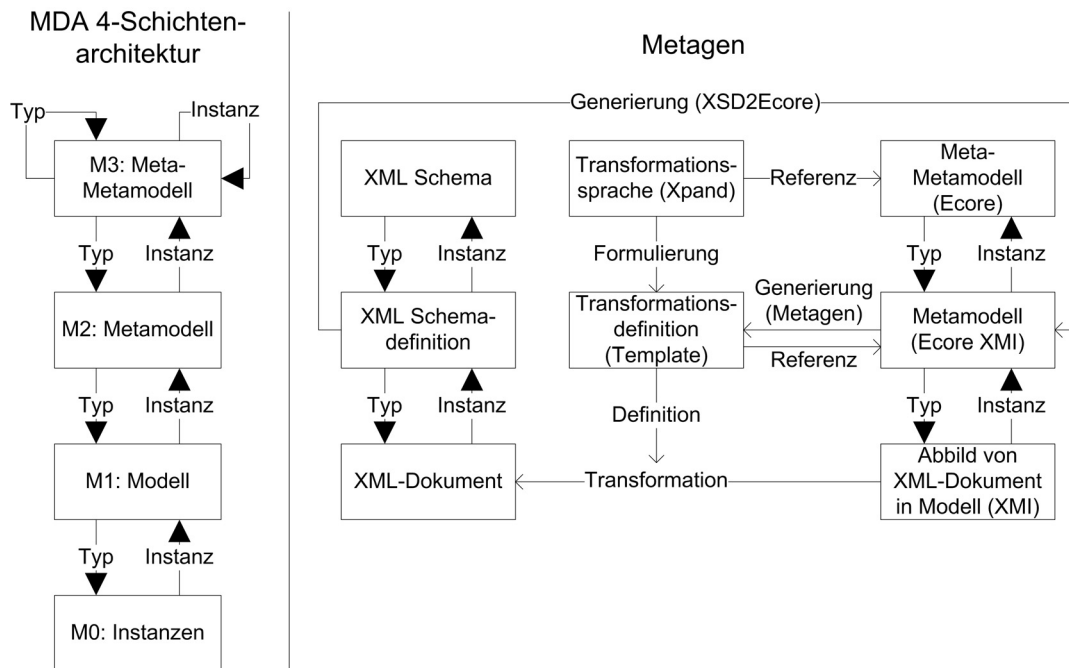 MDA 4-Schichten-
architektur
Metagen
Typ
Instanz
M3: Meta-
Metamodell
Typ
Instanz
M2: Metamodell
Typ
Instanz
M1: Modell
Typ
Instanz
M0: Instanzen
Generierung (XSD2Ecore)
XML Schema
Transformations-
sprache (Xpand)
Referenz
Meta-
Metamodell
(Ecore)
Typ
Instanz
Formulierung
Typ
Instanz
XML Schema-
definition
Transformations-
definition
(Template)
Generierung
(Metagen)
Referenz
Metamodell
(Ecore XMI)
Typ
Instanz
Definition
Typ
Instanz
XML-Dokument
Transformation
Abbild von
XML-Dokument
in Modell (XMI)